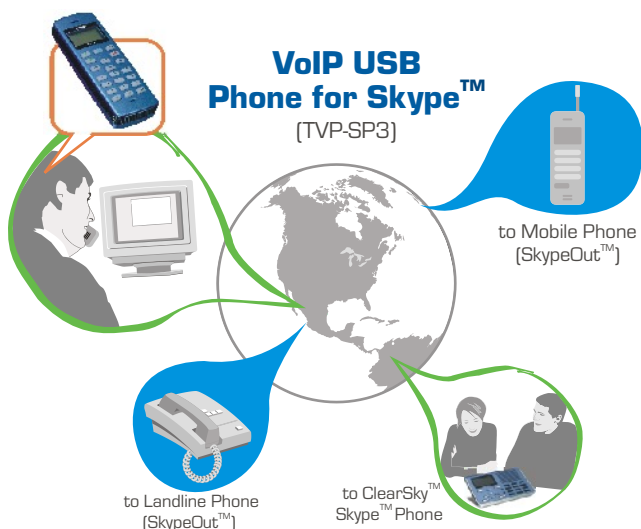 VoIP USB
Phone for Skype™
(TVP-SP3)
to Mobile Phone
(SkypeOut™)
to Landline Phone
(SkypeOut™)
to ClearSky™
Skype™ Phone